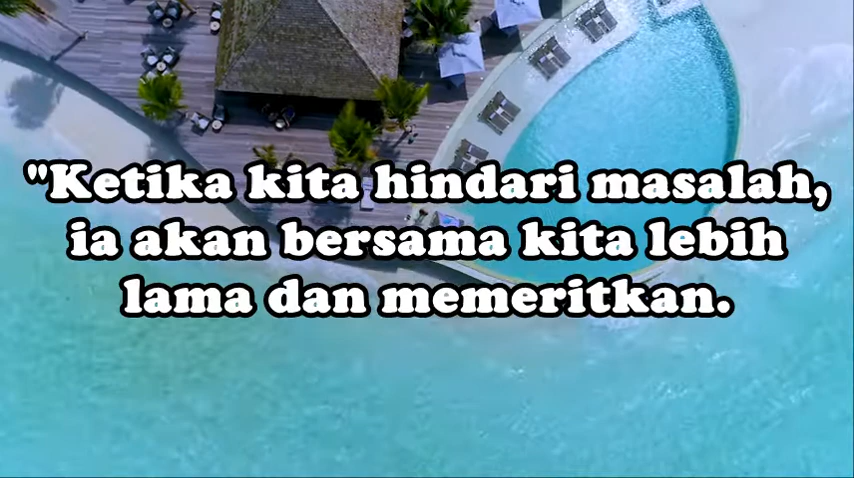 "Ketika kita hindari masalah,
ia akan bersama kita lebih
lama dan memeritkan.